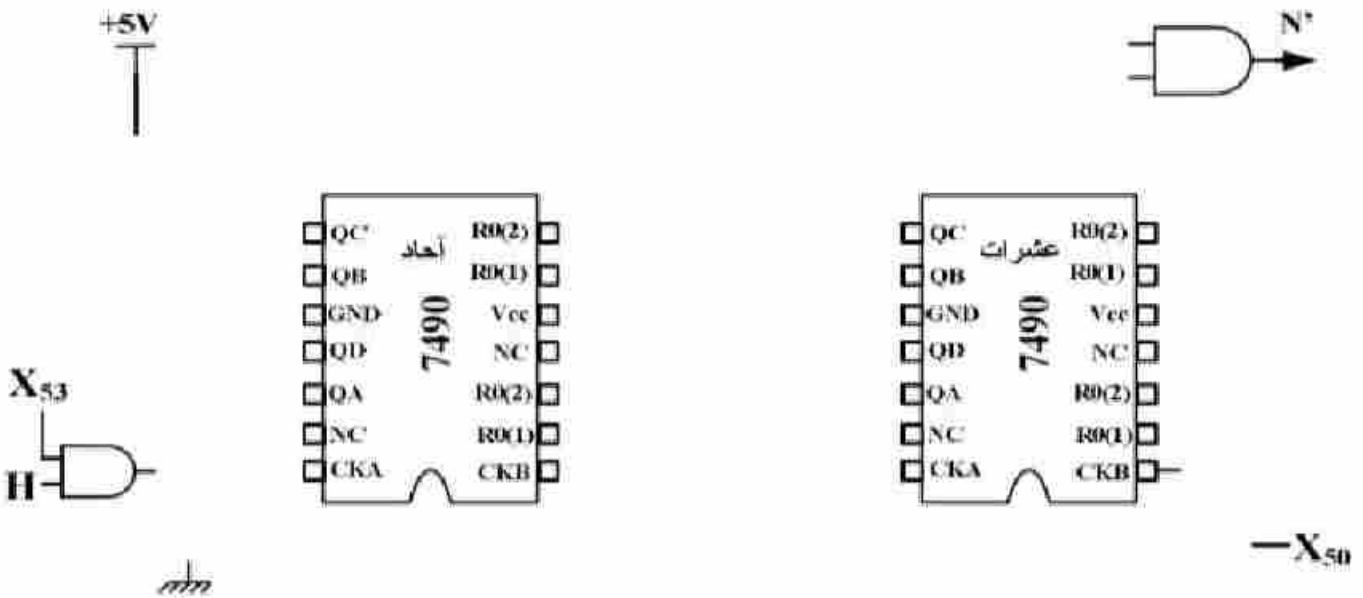 +5V
N'
QC R0(2)
آحاد
QB R0(1)
GND Vcc
7490
QD NC
QA R0(2)
NC R0(1)
CKA CKB
QC R0(2)
عشرات
QB R0(1)
GND Vcc
7490
QD NC
QA R0(2)
NC R0(1)
CKA CKB
X53
H
X50